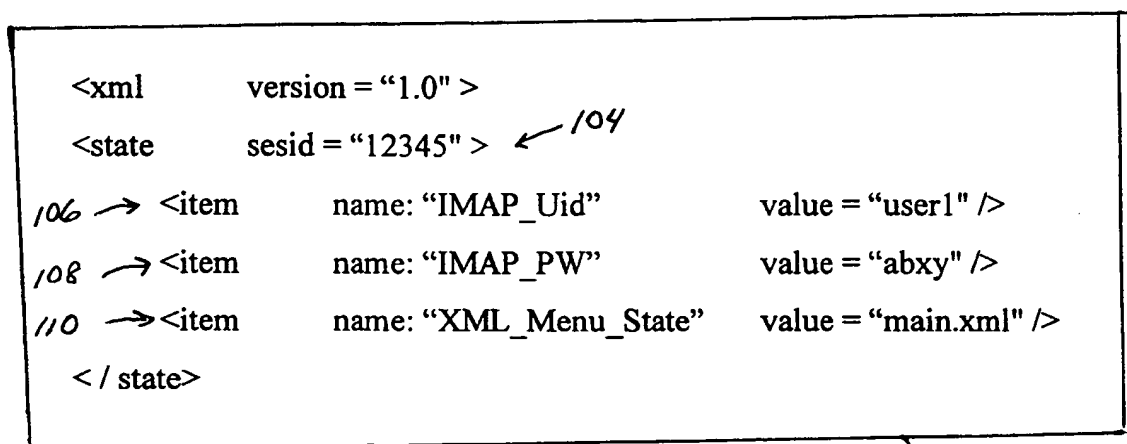 <xml version = “1.0" >
<state sesid = “12345" > 104
106 <item name: “IMAP_Uid” value = “user1" />
108 <item name: “IMAP_PW” value = “abxy" />
110 <item name: “XML_Menu_State” value = “main.xml" />
< / state>